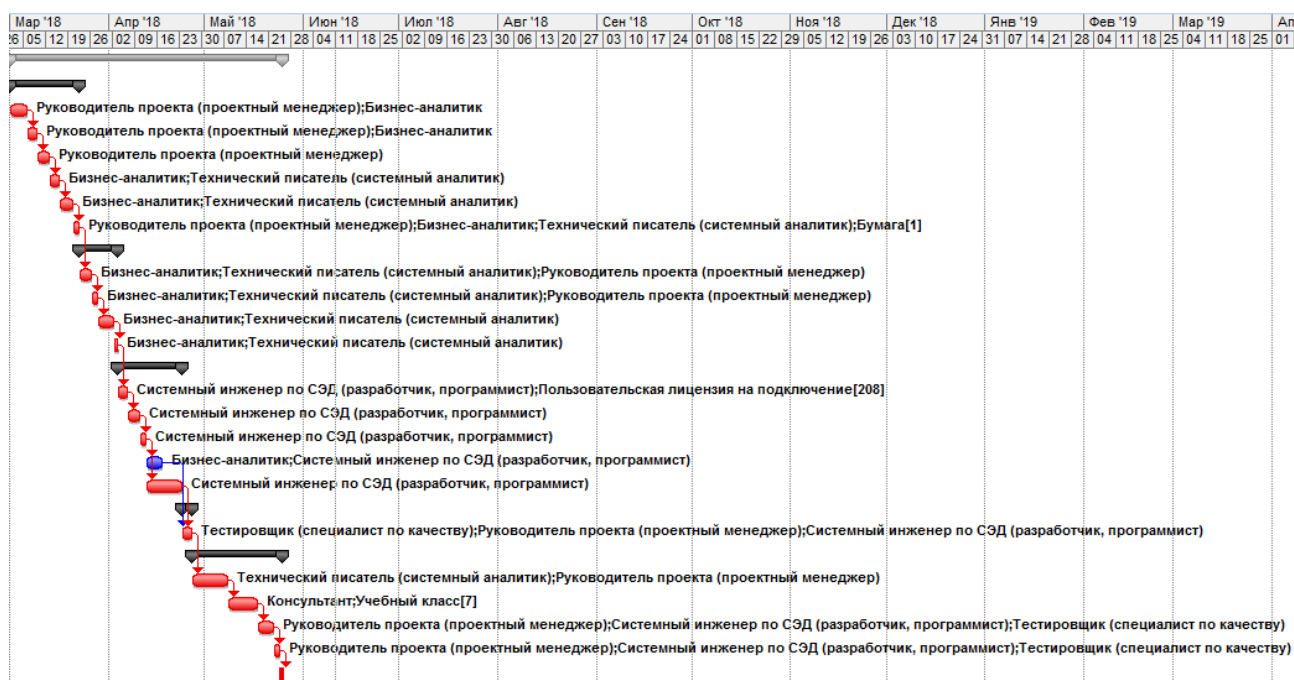 Мар '18 Апр '18 Май '18 Июн '18 Июл '18 Авг '18 Сен '18 Окт '18 Ноя '18 Дек '18 Янв '19 Фев '19 Мар '19 Ап
26 05 12 19 26 02 09 16 23 30 07 14 21 28 04 11 18 25 02 09 16 23 30 06 13 20 27 03 10 17 24 01 08 15 22 29 05 12 19 26 03 10 17 24 31 07 14 21 28 04 11 18 25 04 11 18 25 01
Руководитель проекта (проектный менеджер);Бизнес-аналитик
Руководитель проекта (проектный менеджер);Бизнес-аналитик
Руководитель проекта (проектный менеджер)
Бизнес-аналитик;Технический писатель (системный аналитик)
Бизнес-аналитик;Технический писатель (системный аналитик)
Руководитель проекта (проектный менеджер);Бизнес-аналитик;Технический писатель (системный аналитик);Бумага[1]
Бизнес-аналитик;Технический писатель (системный аналитик);Руководитель проекта (проектный менеджер)
Бизнес-аналитик;Технический писатель (системный аналитик);Руководитель проекта (проектный менеджер)
Бизнес-аналитик;Технический писатель (системный аналитик)
Бизнес-аналитик;Технический писатель (системный аналитик)
Системный инженер по СЭД (разработчик, программист);Пользовательская лицензия на подключение[208]
Системный инженер по СЭД (разработчик, программист)
Системный инженер по СЭД (разработчик, программист)
Бизнес-аналитик;Системный инженер по СЭД (разработчик, программист)
Системный инженер по СЭД (разработчик, программист)
Тестировщик (специалист по качеству);Руководитель проекта (проектный менеджер);Системный инженер по СЭД (разработчик, программист)
Технический писатель (системный аналитик);Руководитель проекта (проектный менеджер)
Консультант;Учебный класс[7]
Руководитель проекта (проектный менеджер);Системный инженер по СЭД (разработчик, программист);Тестировщик (специалист по качеству)
Руководитель проекта (проектный менеджер);Системный инженер по СЭД (разработчик, программист);Тестировщик (специалист по качеству)